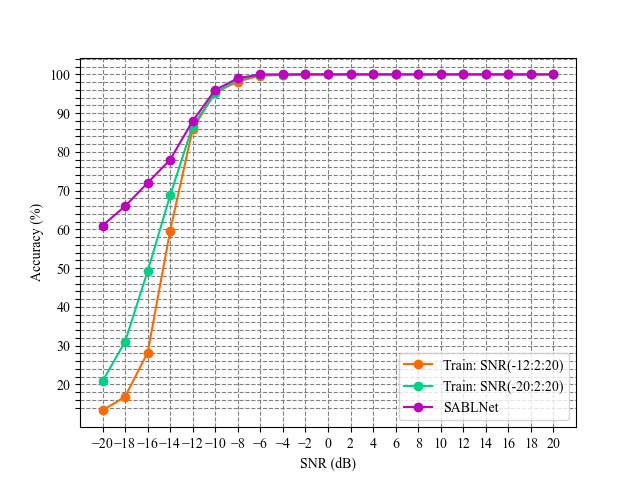 100
90
80
70
60
50
40
30
20
Accuracy (%)
−20 −18 −16 −14 −12 −10 −8 −6 −4 −2 0 2 4 6 8 10 12 14 16 18 20
SNR (dB)
Train: SNR(-12:2:20)
Train: SNR(-20:2:20)
SABLNet